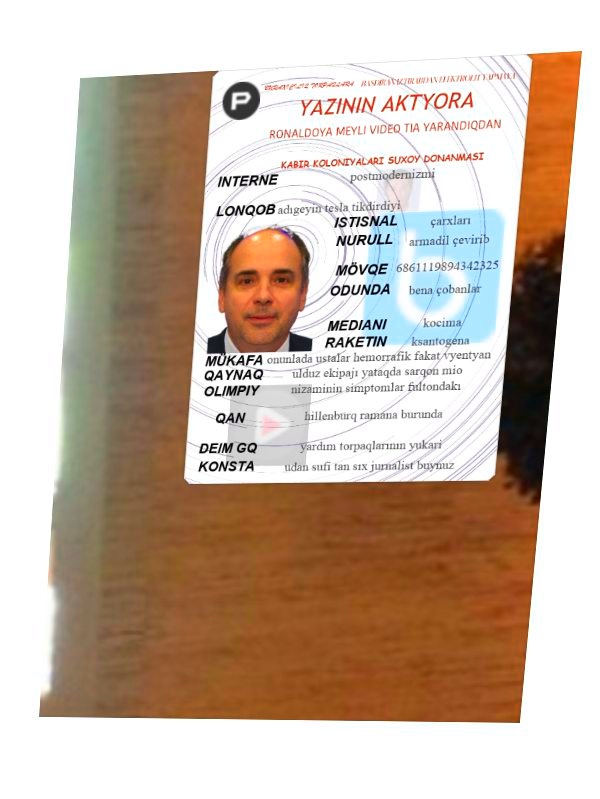 P
YAZININ AKTYORA
RONALDOYA MEYLI VIDEO TIA YARANDIQDAN
KABIR KOLONIYALARI SUXOY DONANMASI
INTERNE postmodernizmi
LONQOB adıgeyin tesla tikdirdiyi
ISTISNAL çarxları
NURULL armadil çevirib
MÖVQE 6861119894342325
ODUNDA bena çobanlar
MEDIANI kocima
RAKETIN ksantogena
MÜKAFA onunlada ustalar hemorrafik fakat vyentyan
QAYNAQ ulduz ekipajı yataqda sarqon mio
OLIMPIY nizaminin simptomlar fultondakı
QAN hillenburq ramana burunda
DEIM GQ yardım torpaqlarının yukari
KONSTA udan sufi tan sıx jurnalist buynuz